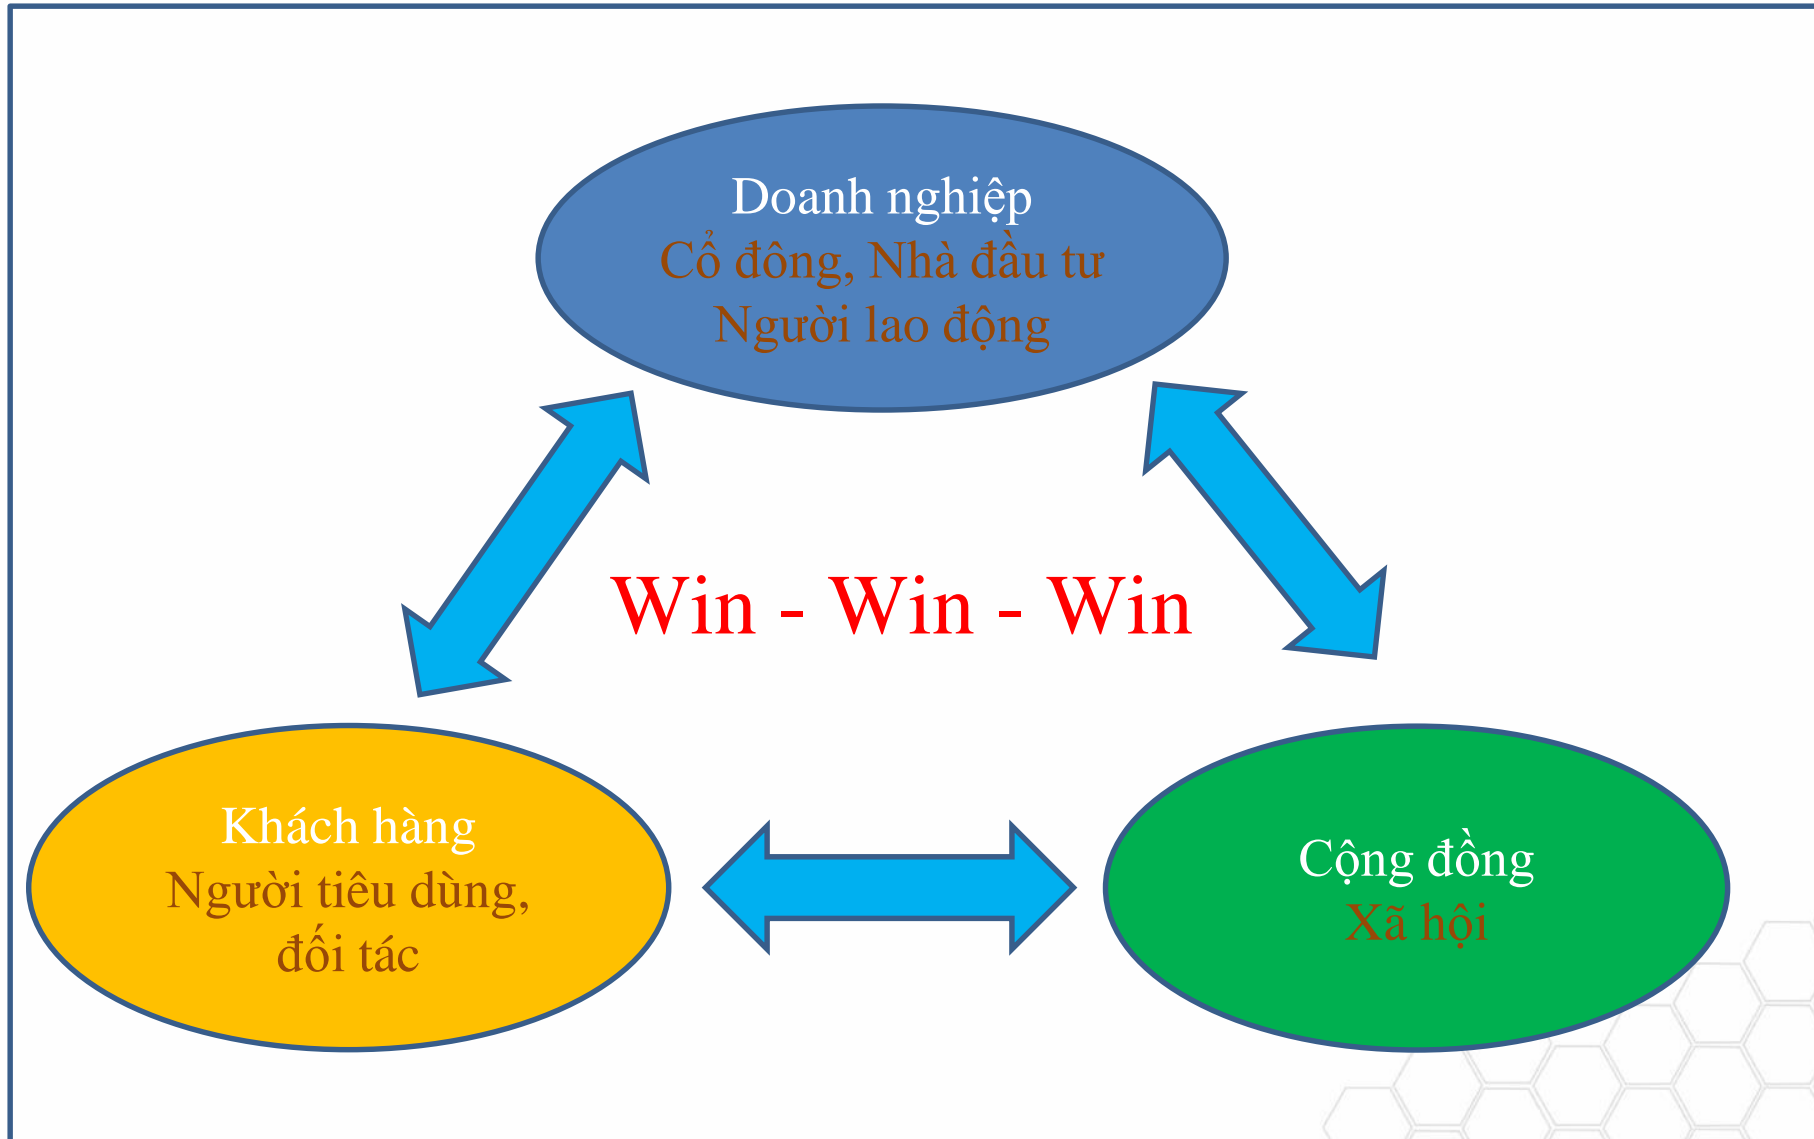 Doanh nghiệp
Cổ đông, Nhà đầu tư
Người lao động
Win - Win - Win
Khách hàng
Người tiêu dùng,
đối tác
Cộng đồng
Xã hội